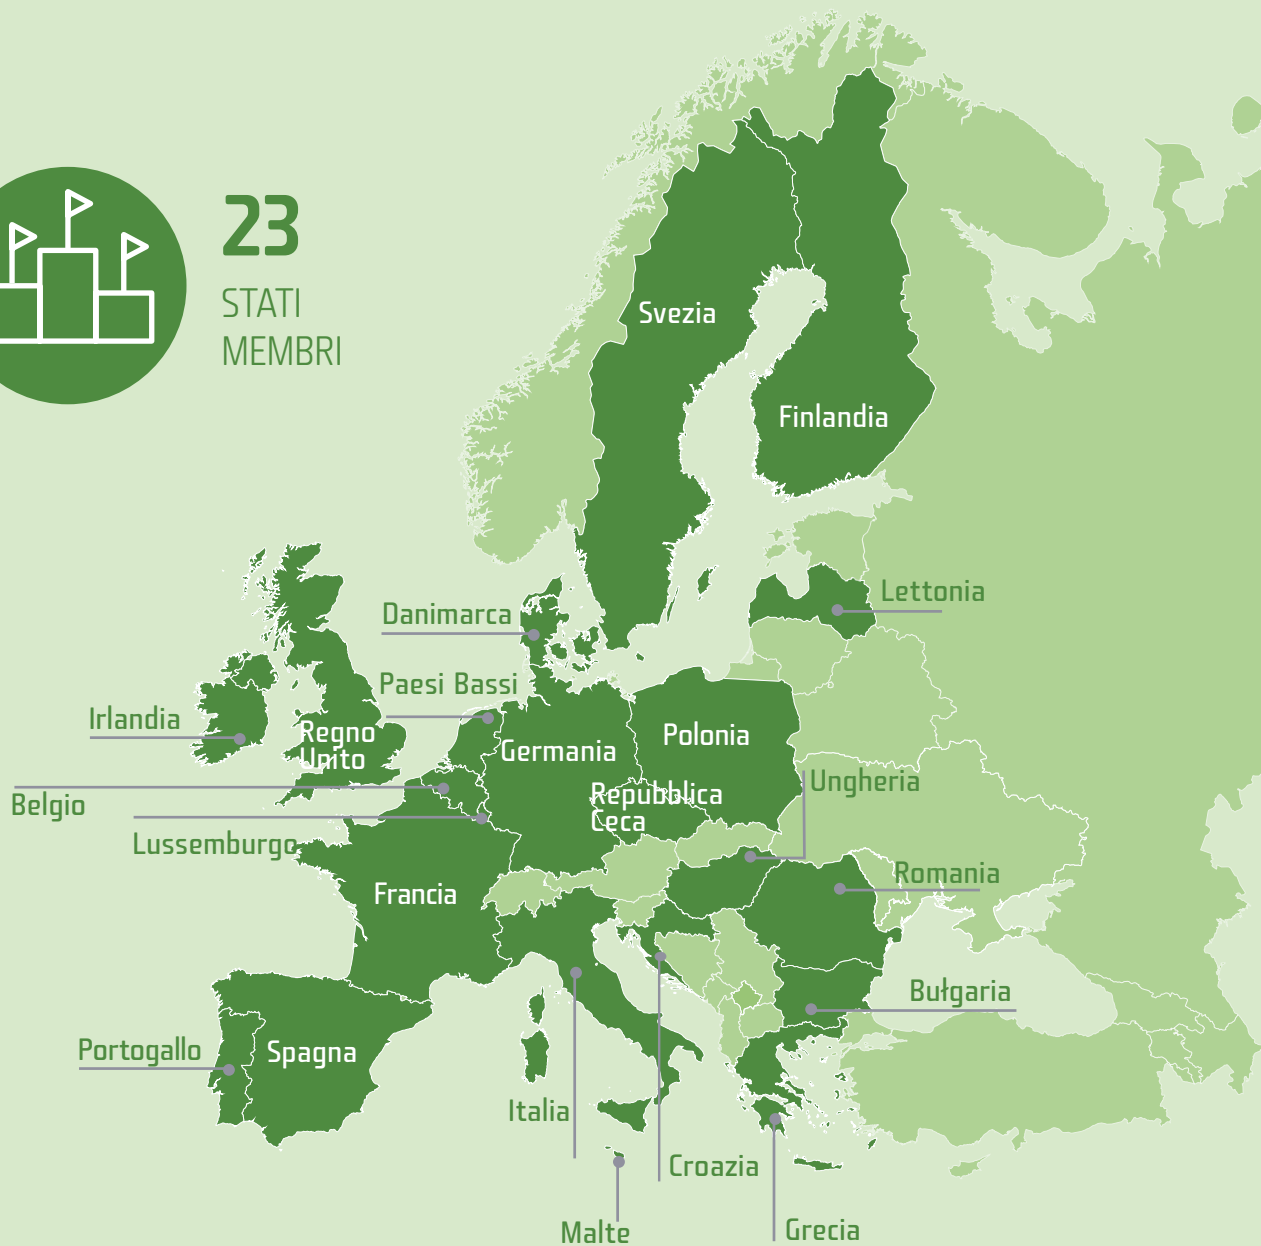 23
STATI
MEMBRI
Svezia
Finlandia
Lettonia
Danimarca
Paesi Bassi
Irlandia
Regno
Unito
Germania
Polonia
Ungheria
Repubblica
Ceca
Belgio
Lussemburgo
Francia
Romania
Bułgaria
Portogallo
Spagna
Italia
Croazia
Malte
Grecia